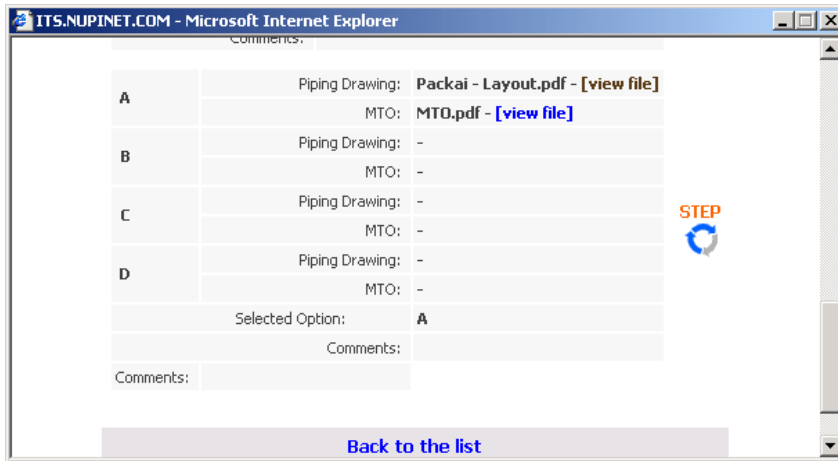 ITS.NUPINET.COM - Microsoft Internet Explorer
Comments:
A
Piping Drawing: Packai - Layout.pdf - [view file]
MTO: MTO.pdf - [view file]
B
Piping Drawing: -
MTO: -
C
Piping Drawing: -
MTO: -
STEP
D
Piping Drawing: -
MTO: -
Selected Option: A
Comments:
Comments:
Back to the list